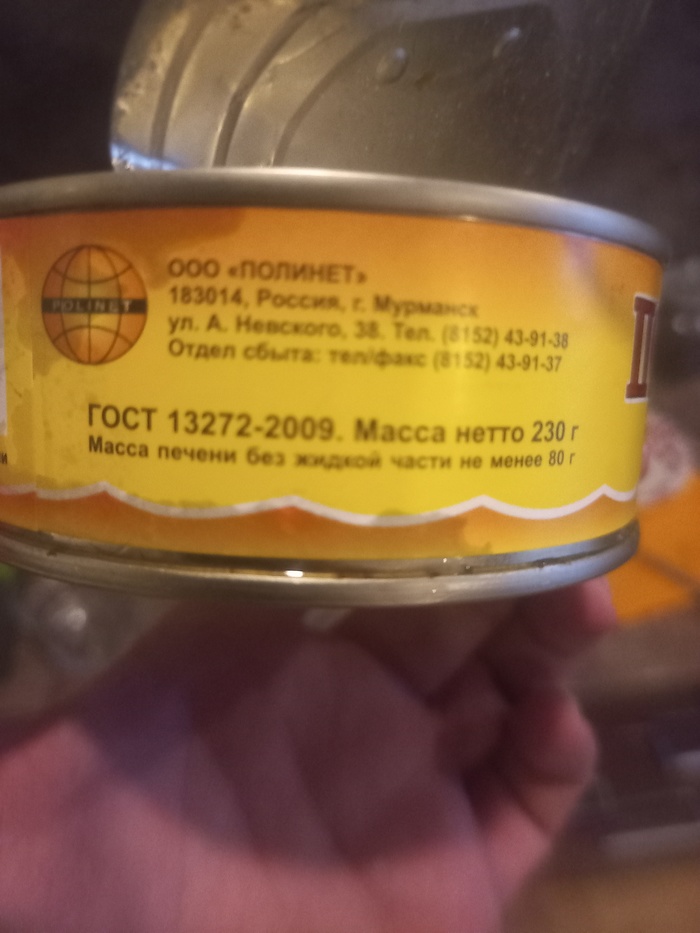 POLINET
ООО «ПОЛИНЕТ»
183014, Россия, г. Мурманск
ул. А. Невского, 38. Тел. (8152) 43-91-38
Отдел сбыта: тел/факс (8152) 43-91-37
ГОСТ 13272-2009. Масса нетто 230 г
Масса печени без жидкой части не менее 80 г